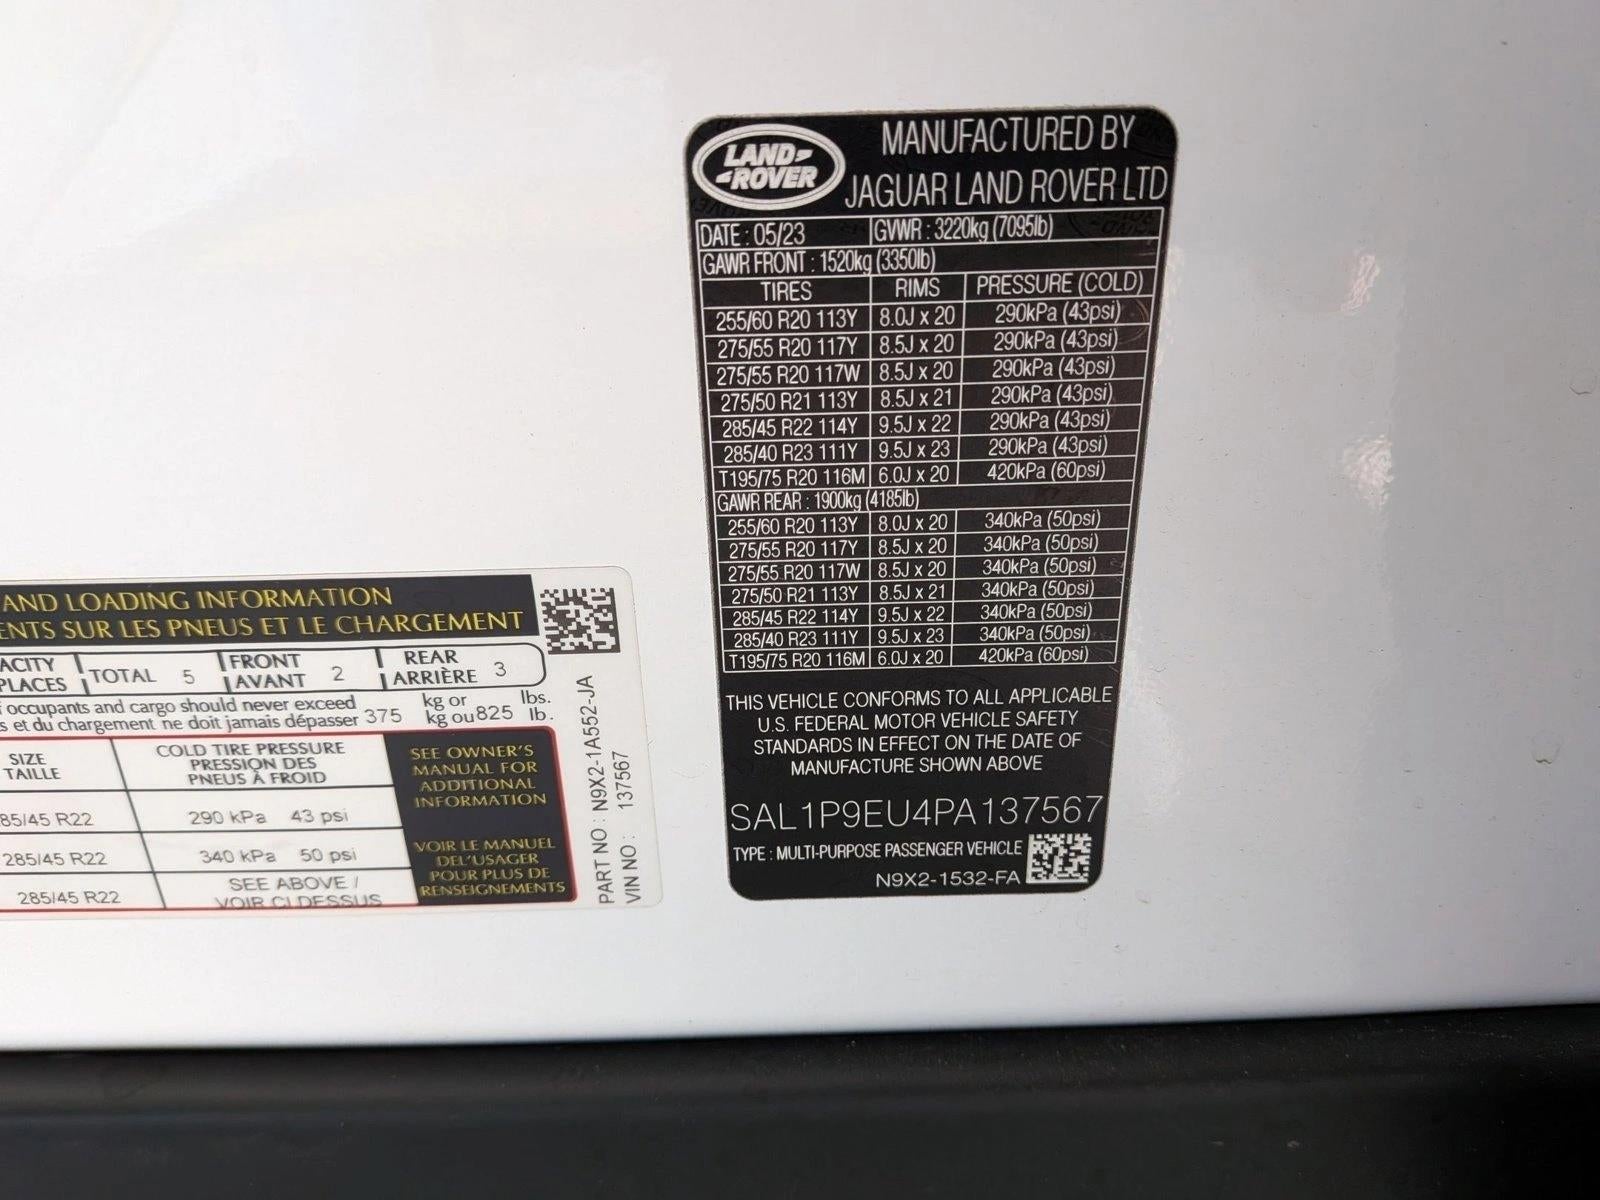 LAND
ROVER
MANUFACTURED BY
JAGUAR LAND ROVER LTD
DATE : 05/23 GVWR : 3220kg (7095lb)
GAWR FRONT : 1520kg (3350lb)
TIRES RIMS PRESSURE (COLD)
255/60 R20 113Y 8.0J x 20 290kPa (43psi)
275/55 R20 117Y 8.5J x 20 290kPa (43psi)
275/55 R20 117W 8.5J x 20 290kPa (43psi)
275/50 R21 113Y 8.5J x 21 290kPa (43psi)
285/45 R22 114Y 9.5J x 22 290kPa (43psi)
285/40 R23 111Y 9.5J x 23 290kPa (43psi)
T195/75 R20 116M 6.0J x 20 420kPa (60psi)
GAWR REAR : 1900kg (4185lb)
255/60 R20 113Y 8.0J x 20 340kPa (50psi)
275/55 R20 117Y 8.5J x 20 340kPa (50psi)
275/55 R20 117W 8.5J x 20 340kPa (50psi)
275/50 R21 113Y 8.5J x 21 340kPa (50psi)
285/45 R22 114Y 9.5J x 22 340kPa (50psi)
285/40 R23 111Y 9.5J x 23 340kPa (50psi)
T195/75 R20 116M 6.0J x 20 420kPa (60psi)
THIS VEHICLE CONFORMS TO ALL APPLICABLE
U.S. FEDERAL MOTOR VEHICLE SAFETY
STANDARDS IN EFFECT ON THE DATE OF
MANUFACTURE SHOWN ABOVE
SAL1P9EU4PA137567
TYPE : MULTI-PURPOSE PASSENGER VEHICLE
N9X2-1532-FA
AND LOADING INFORMATION
ENTS SUR LES PNEUS ET LE CHARGEMENT
ACITY
PLACES
TOTAL 5
FRONT
AVANT 2
REAR
ARRIÈRE 3
f occupants and cargo should never exceed
s et du chargement ne doit jamais dépasser 375
kg or lbs.
kg ou 825 lb.
SIZE
TAILLE
COLD TIRE PRESSURE
PRESSION DES
PNEUS À FROID
85/45 R22 290 kPa 43 psi
285/45 R22 340 kPa 50 psi
285/45 R22 SEE ABOVE /
VOIR CI DESSUS
SEE OWNER'S
MANUAL FOR
ADDITIONAL
INFORMATION
VOIR LE MANUEL
DEL'USAGER
POUR PLUS DE
RENSEIGNEMENTS
PART NO : N9X2-1A552-JA
VIN NO : 137567